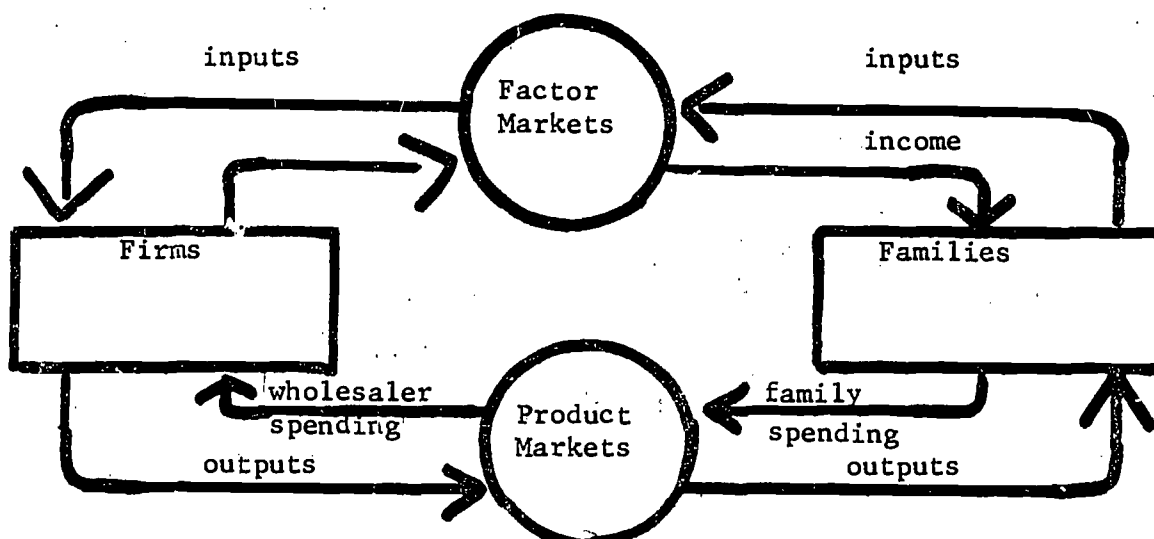 inputs
Factor
Markets
inputs
income
Firms
Families
wholesaler
spending
Product
Markets
family
spending
outputs
outputs